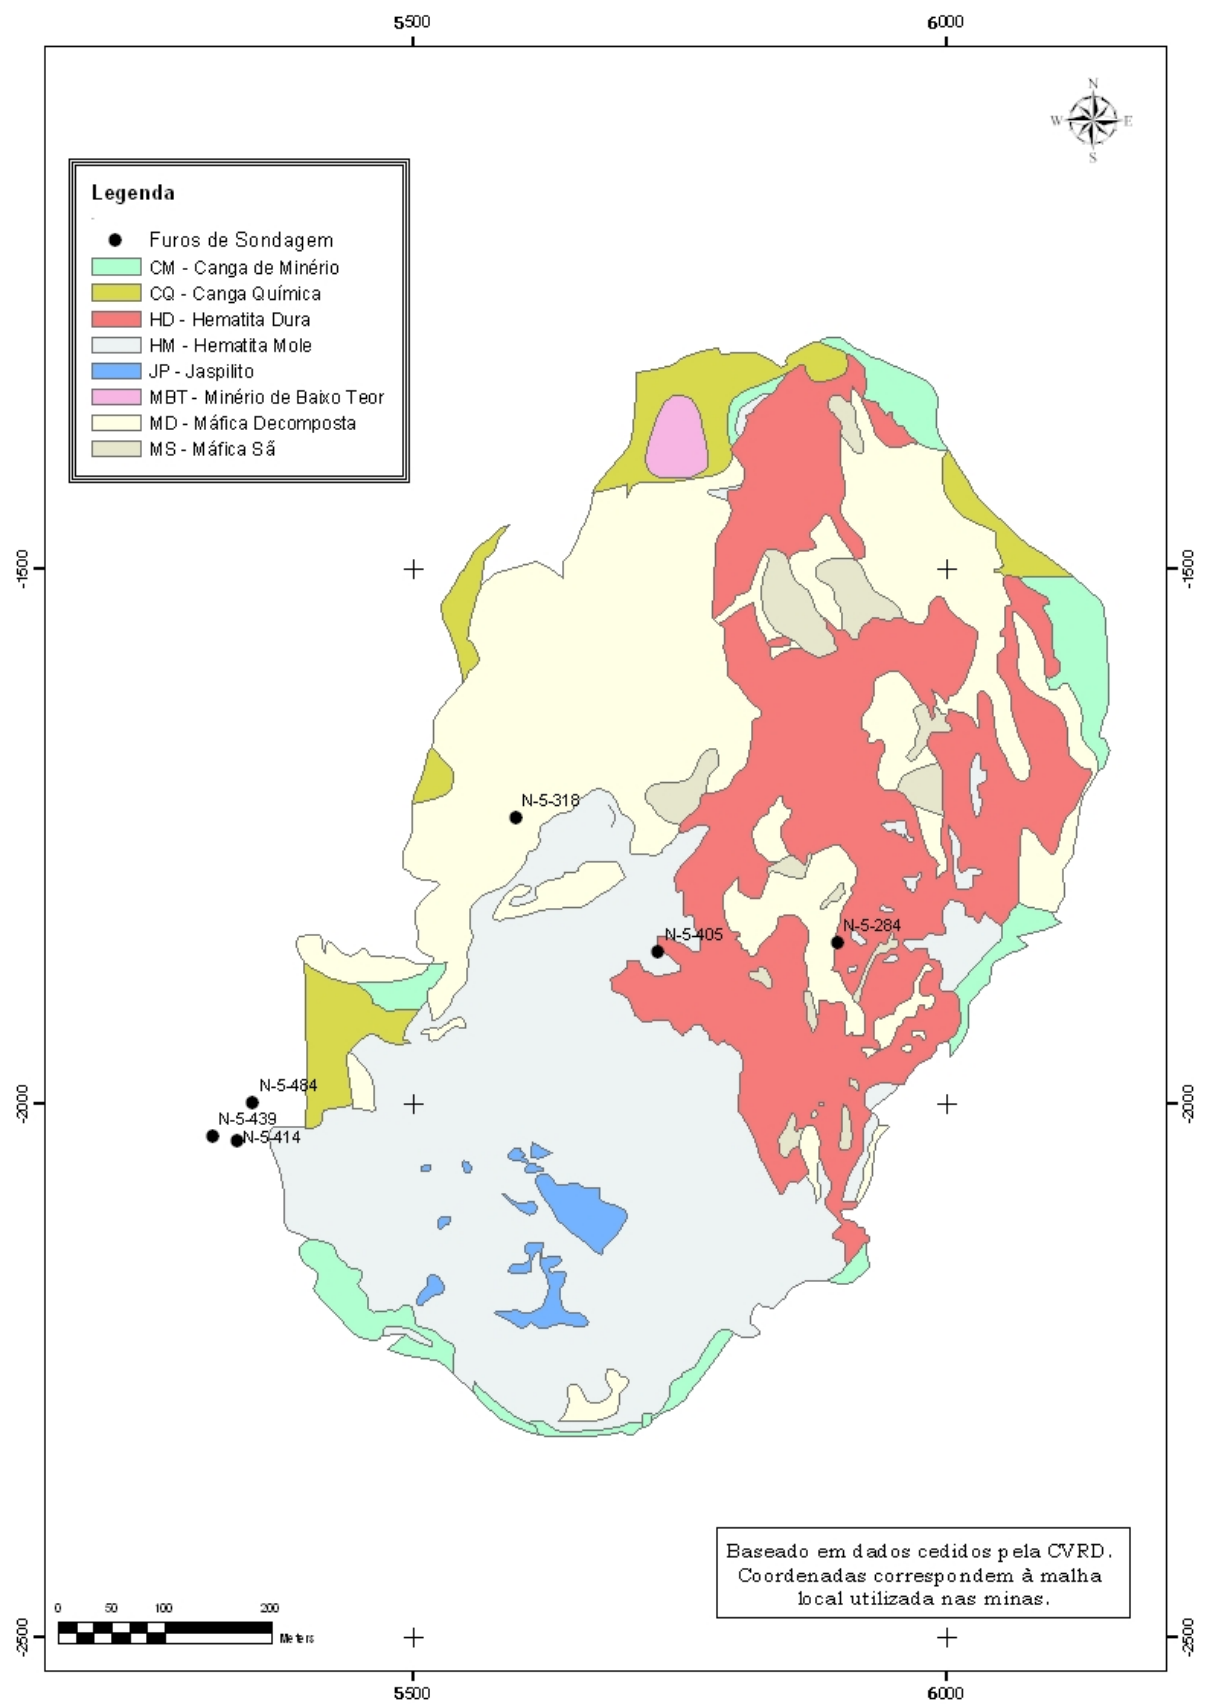 5500 6000
N
W E
S
Legenda
Furos de Sondagem
CM - Canga de Minério
CQ - Canga Química
HD - Hematita Dura
HM - Hematita Mole
JP - Jaspilito
MBT - Minério de Baixo Teor
MD - Máfica Decomposta
MS - Máfica Sã
-1500 -1500
N-5-318
N-5-284
N-5-405
N-5-484
-2000 -2000
N-5-439
N-5-414
Baseado em dados cedidos pela CVRD.
Coordenadas correspondem à malha
local utilizada nas minas.
0 50 100 200
Meters
-2500 -2500
5500 6000